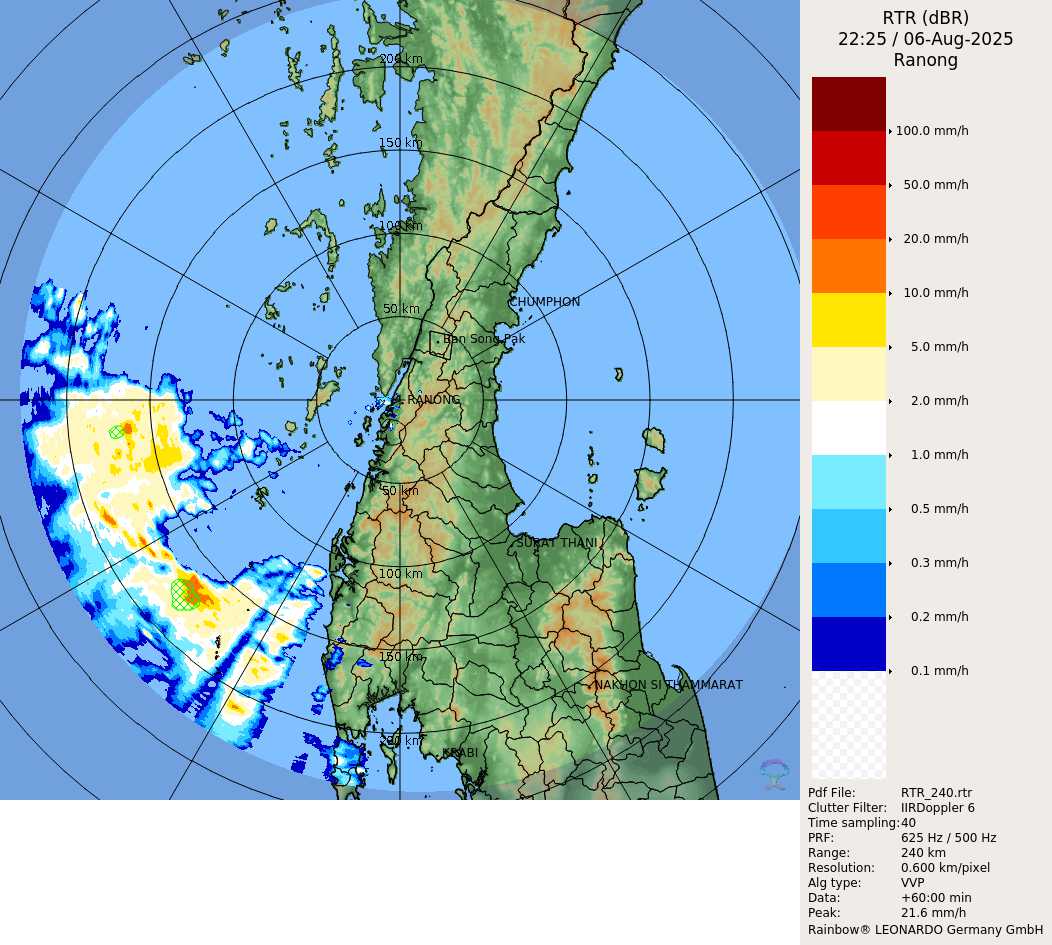 RTR (dBR)
22:25 / 06-Aug-2025
Ranong
100.0 mm/h
50.0 mm/h
20.0 mm/h
10.0 mm/h
5.0 mm/h
2.0 mm/h
1.0 mm/h
0.5 mm/h
0.3 mm/h
0.2 mm/h
0.1 mm/h
200 km
150 km
100 km
50 km
CHUMPHON
Ban Song Pak
RANONG
50 km
SURAT THANI
100 km
150 km
NAKHON SI THAMMARAT
200 km
KRABI
Pdf File: RTR_240.rtr
Clutter Filter: IIRDoppler 6
Time sampling:40
PRF: 625 Hz / 500 Hz
Range: 240 km
Resolution: 0.600 km/pixel
Alg type: VVP
Data: +60:00 min
Peak: 21.6 mm/h
Rainbow® LEONARDO Germany GmbH